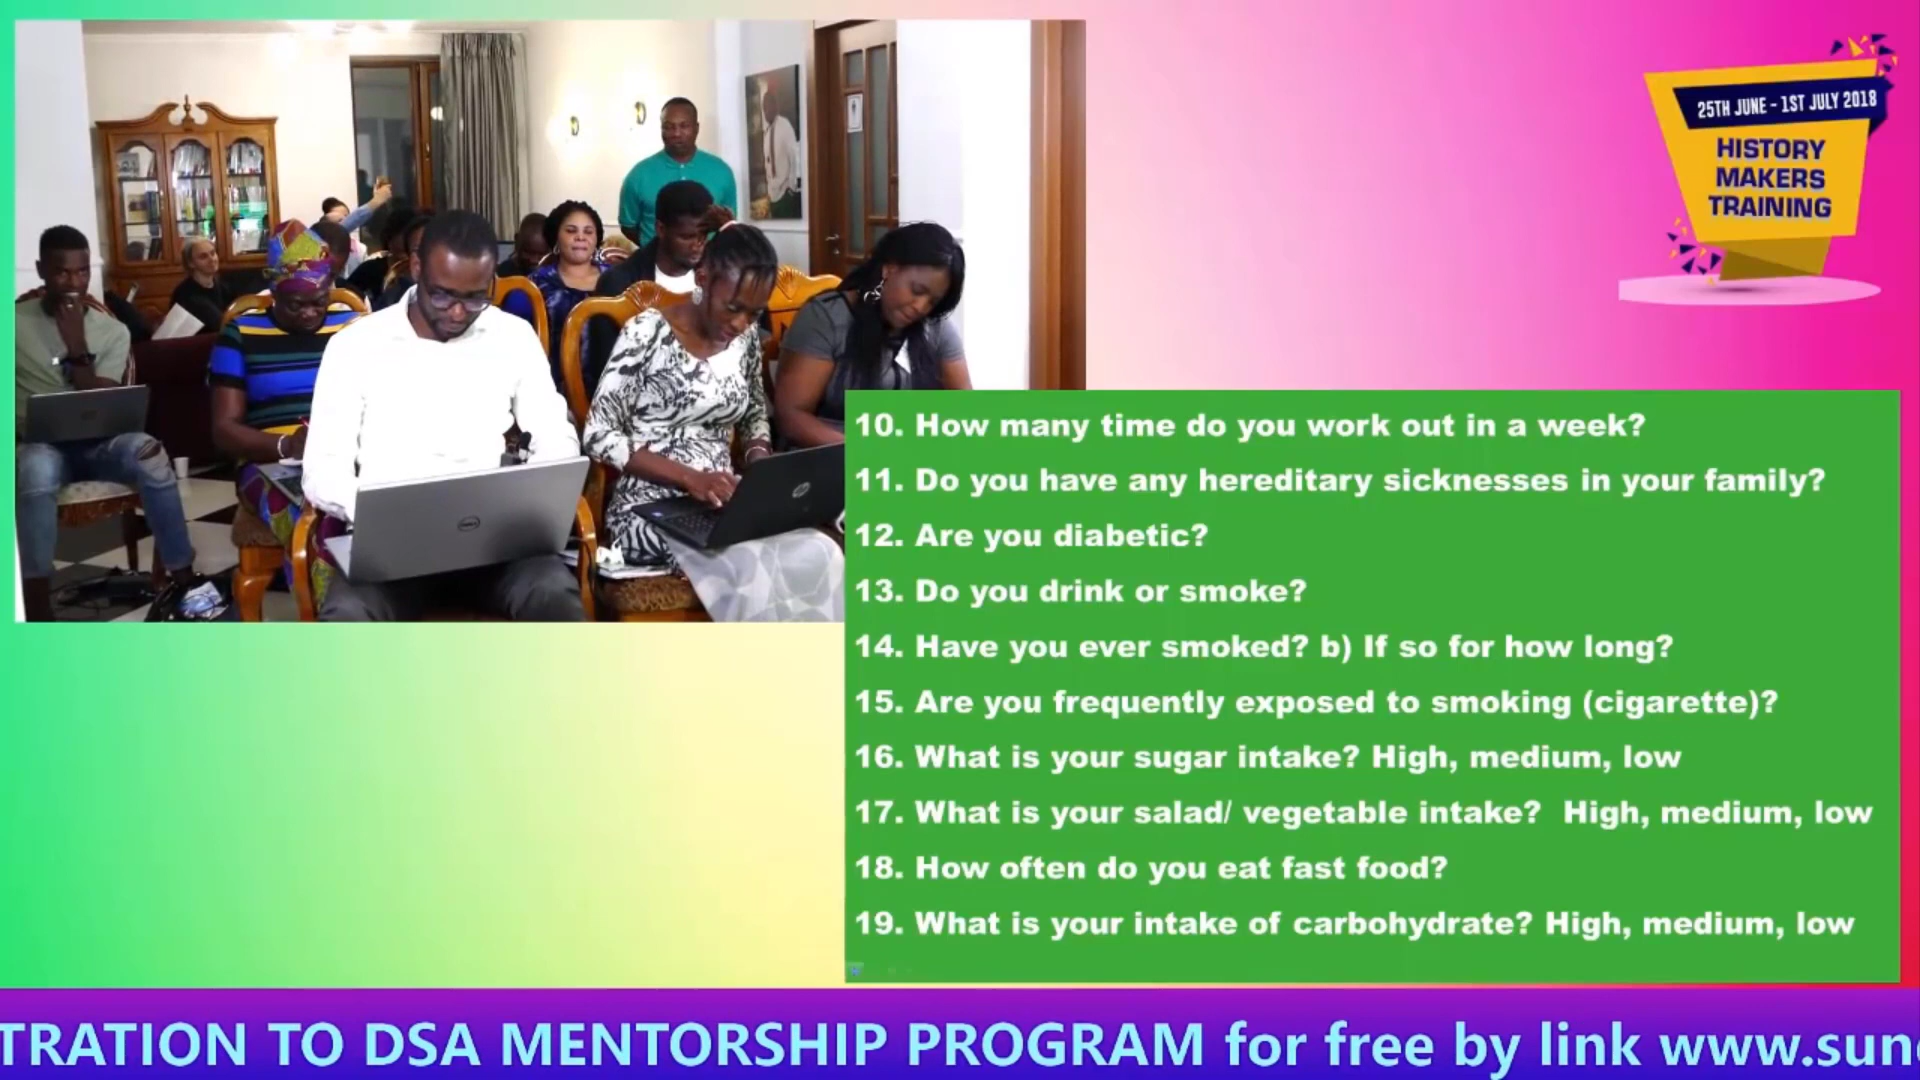 25TH JUNE - 1ST JULY 2018
HISTORY
MAKERS
TRAINING
10. How many time do you work out in a week?
11. Do you have any hereditary sicknesses in your family?
12. Are you diabetic?
13. Do you drink or smoke?
14. Have you ever smoked? b) If so for how long?
15. Are you frequently exposed to smoking (cigarette)?
16. What is your sugar intake? High, medium, low
17. What is your salad/ vegetable intake? High, medium, low
18. How often do you eat fast food?
19. What is your intake of carbohydrate? High, medium, low
TRATION TO DSA MENTORSHIP PROGRAM for free by link www.sun